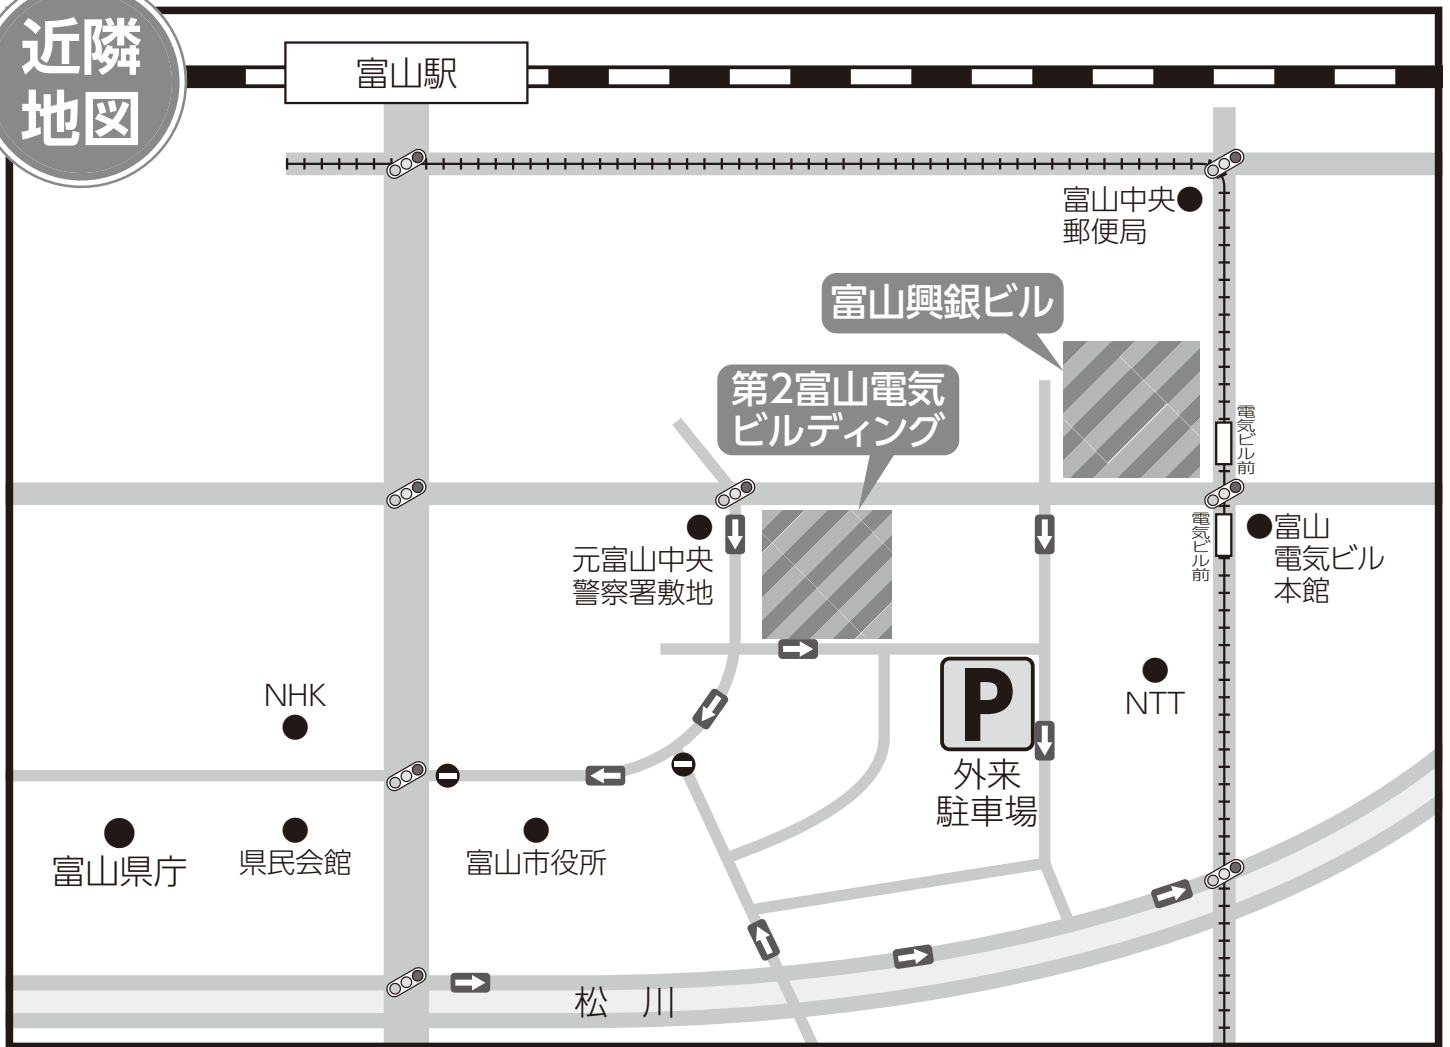 近隣
地図
富山駅
富山中央
郵便局
富山興銀ビル
第2富山電気
ビルディング
電気ビル前
電気ビル前
元富山中央
警察署敷地
富山
電気ビル
本館
NHK
P
外来
駐車場
NTT
富山県庁
県民会館
富山市役所
松川